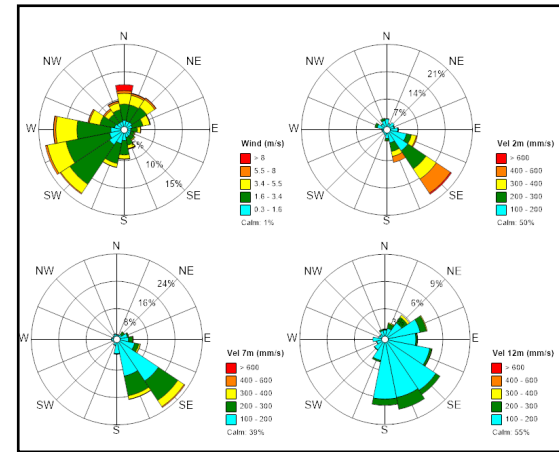 N
NW
NE
W
E
5%
10%
15%
SW
SE
S
Wind (m/s)
> 8
5.5 - 8
3.4 - 5.5
1.6 - 3.4
0.3 - 1.6
Calm: 1%
N
NW
NE
21%
14%
7%
W
E
SW
SE
S
Vel 2m (mm/s)
> 600
400 - 600
300 - 400
200 - 300
100 - 200
Calm: 50%
N
NW
NE
24%
16%
8%
W
E
SW
SE
S
Vel 7m (mm/s)
> 600
400 - 600
300 - 400
200 - 300
100 - 200
Calm: 39%
N
NW
NE
9%
6%
W
E
SW
SE
S
Vel 12m (mm/s)
> 600
400 - 600
300 - 400
200 - 300
100 - 200
Calm: 55%